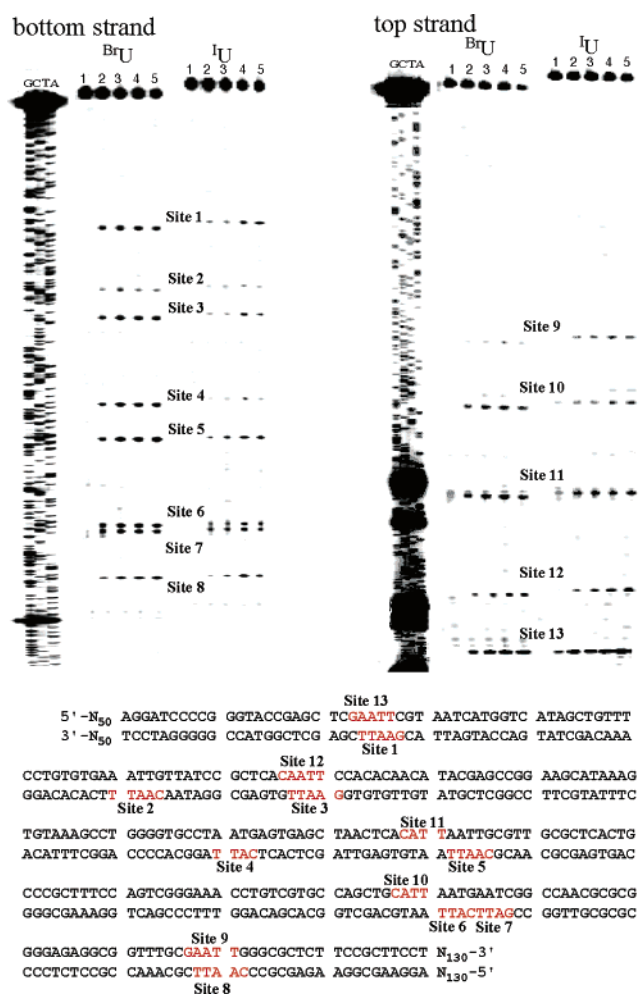 bottom strand
BrU
IU
GCTA
1 2 3 4 5
1 2 3 4 5
Site 1
Site 2
Site 3
Site 4
Site 5
Site 6
Site 7
Site 8
top strand
BrU
IU
GCTA
1 2 3 4 5
1 2 3 4 5
Site 9
Site 10
Site 11
Site 12
Site 13
Site 13
5'-N50 AGGATCCCCG GGTACCGAGC TCGAATTCGT AATCATGGTC ATAGCTGTTT
3'-N50 TCCTAGGGGC CCATGGCTCG AGCTTAAGCA TTAGTACCAG TATCGACAAA
Site 1
Site 12
CCTGTGTGAA ATTGTTATCC GCTCACAATT CCACACAACA TACGAGCCGG AAGCATAAAG
GGACACACTT TAACAATAGG CGAGTGTTAA GGTGTGTTGT ATGCTCGGCC TTCGTATTTC
Site 2 Site 3
Site 11
TGTAAAGCCT GGGGTGCCTA ATGAGTGAGC TAACTCACAT TAATTGCGTT GCGCTCACTG
ACATTTCGGA CCCCACGGAT TACTCACTCG ATTGAGTGTAA TTAACGCAA CGCGAGTGAC
Site 4 Site 5
Site 10
CCCGCTTTCC AGTCGGGAAA CCTGTCGTGC CAGCTGCATT AATGAATCGG CCAACGCGCG
GGGCGAAAGG TCAGCCCTTT GGACAGCACG GTCGACGTAA TTACTTAGCC GGTTGCGCGC
Site 6 Site 7
Site 9
GGGAGAGGCG GTTTGCGAAT TGGGCGCTCT TCCGCTTCCT N130-3'
CCCTCTCCGC CAAACGCTTA ACCCGCGAGA AGGCGAAGGA N130-5'
Site 8